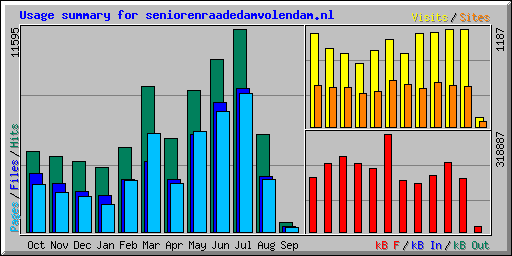 Usage summary for seniorenraadedamvolendam.nl
Visits/Sites
11595
1187
318887
Pages/Files/Hits
Oct Nov Dec Jan Feb Mar Apr May Jun Jul Aug Sep
kB F/kB In/kB Out